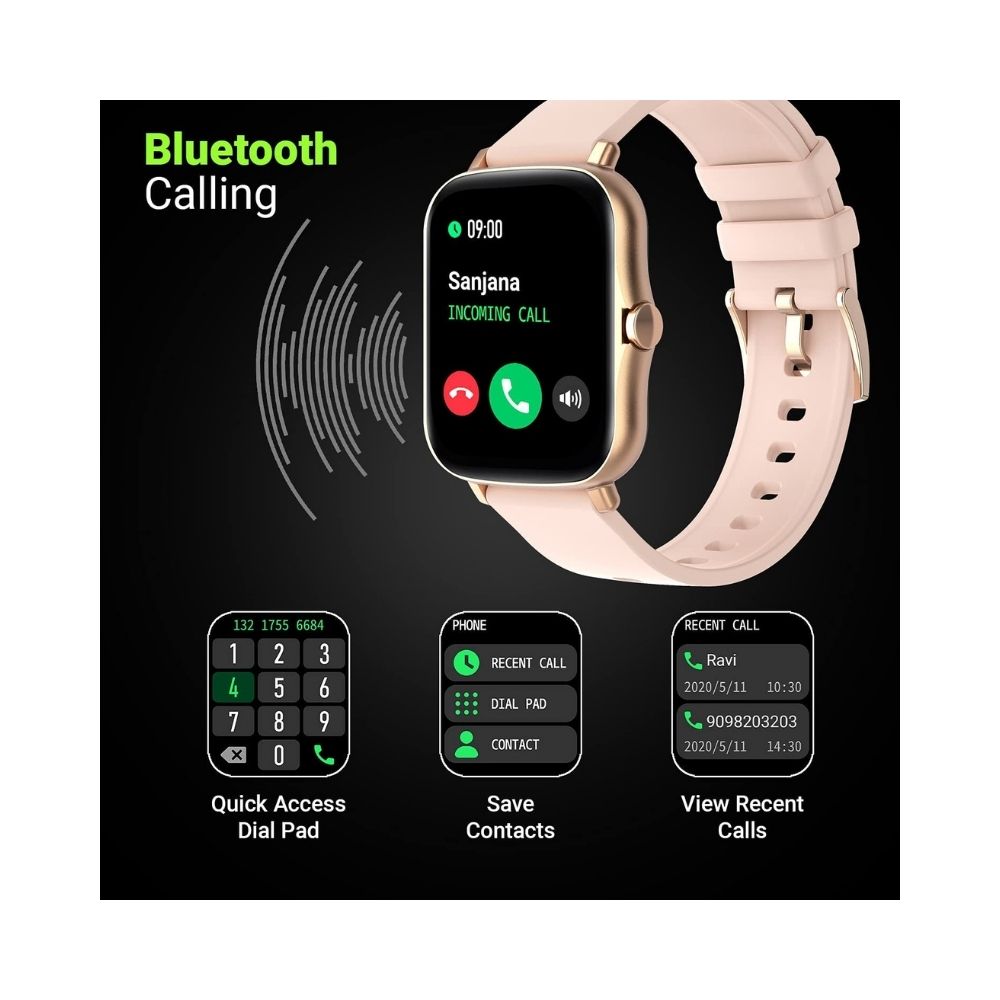 Bluetooth
Calling
09:00
Sanjana
INCOMING CALL
132 1755 6684
1 2 3
4 5 6
7 8 9
0
Quick Access
Dial Pad
PHONE
RECENT CALL
DIAL PAD
CONTACT
Save
Contacts
RECENT CALL
Ravi
2020/5/11 10:30
9098203203
2020/5/11 14:30
View Recent
Calls